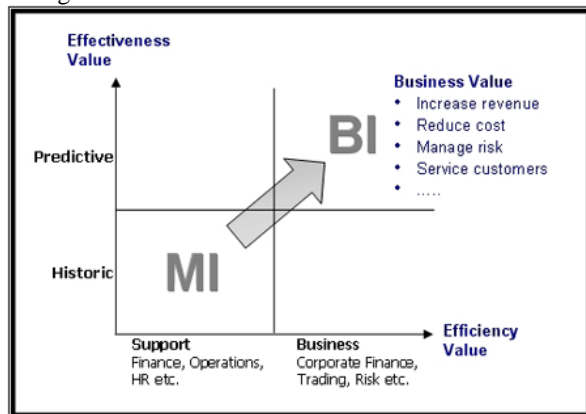 Effectiveness
Value
Business Value
• Increase revenue
• Reduce cost
• Manage risk
• Service customers
• .....
BI
Predictive
MI
Historic
Support
Finance, Operations,
HR etc.
Business
Corporate Finance,
Trading, Risk etc.
Efficiency
Value